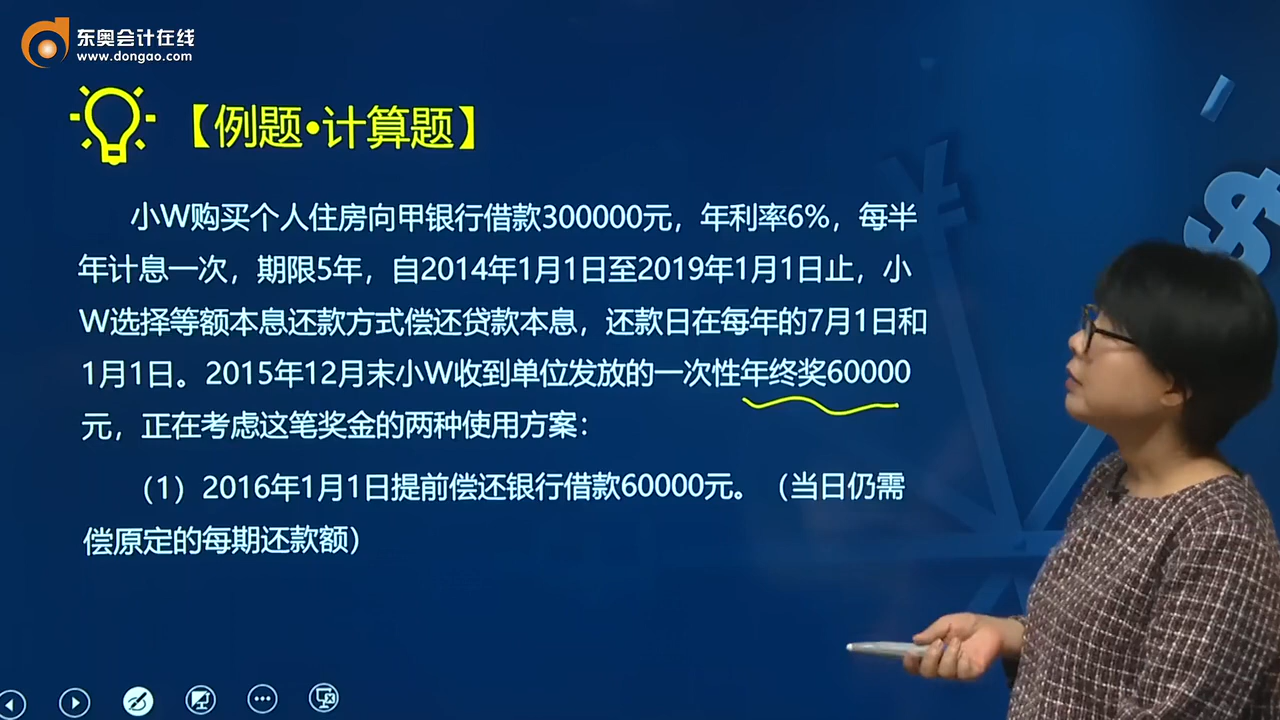 东奥会计在线
www.dongao.com
【例题•计算题】
小W购买个人住房向甲银行借款300000元，年利率6%，每半
年计息一次，期限5年，自2014年1月1日至2019年1月1日止，小
W选择等额本息还款方式偿还贷款本息，还款日在每年的7月1日和
1月1日。2015年12月末小W收到单位发放的一次性年终奖60000
元，正在考虑这笔奖金的两种使用方案：
（1）2016年1月1日提前偿还银行借款60000元。（当日仍需
偿原定的每期还款额）